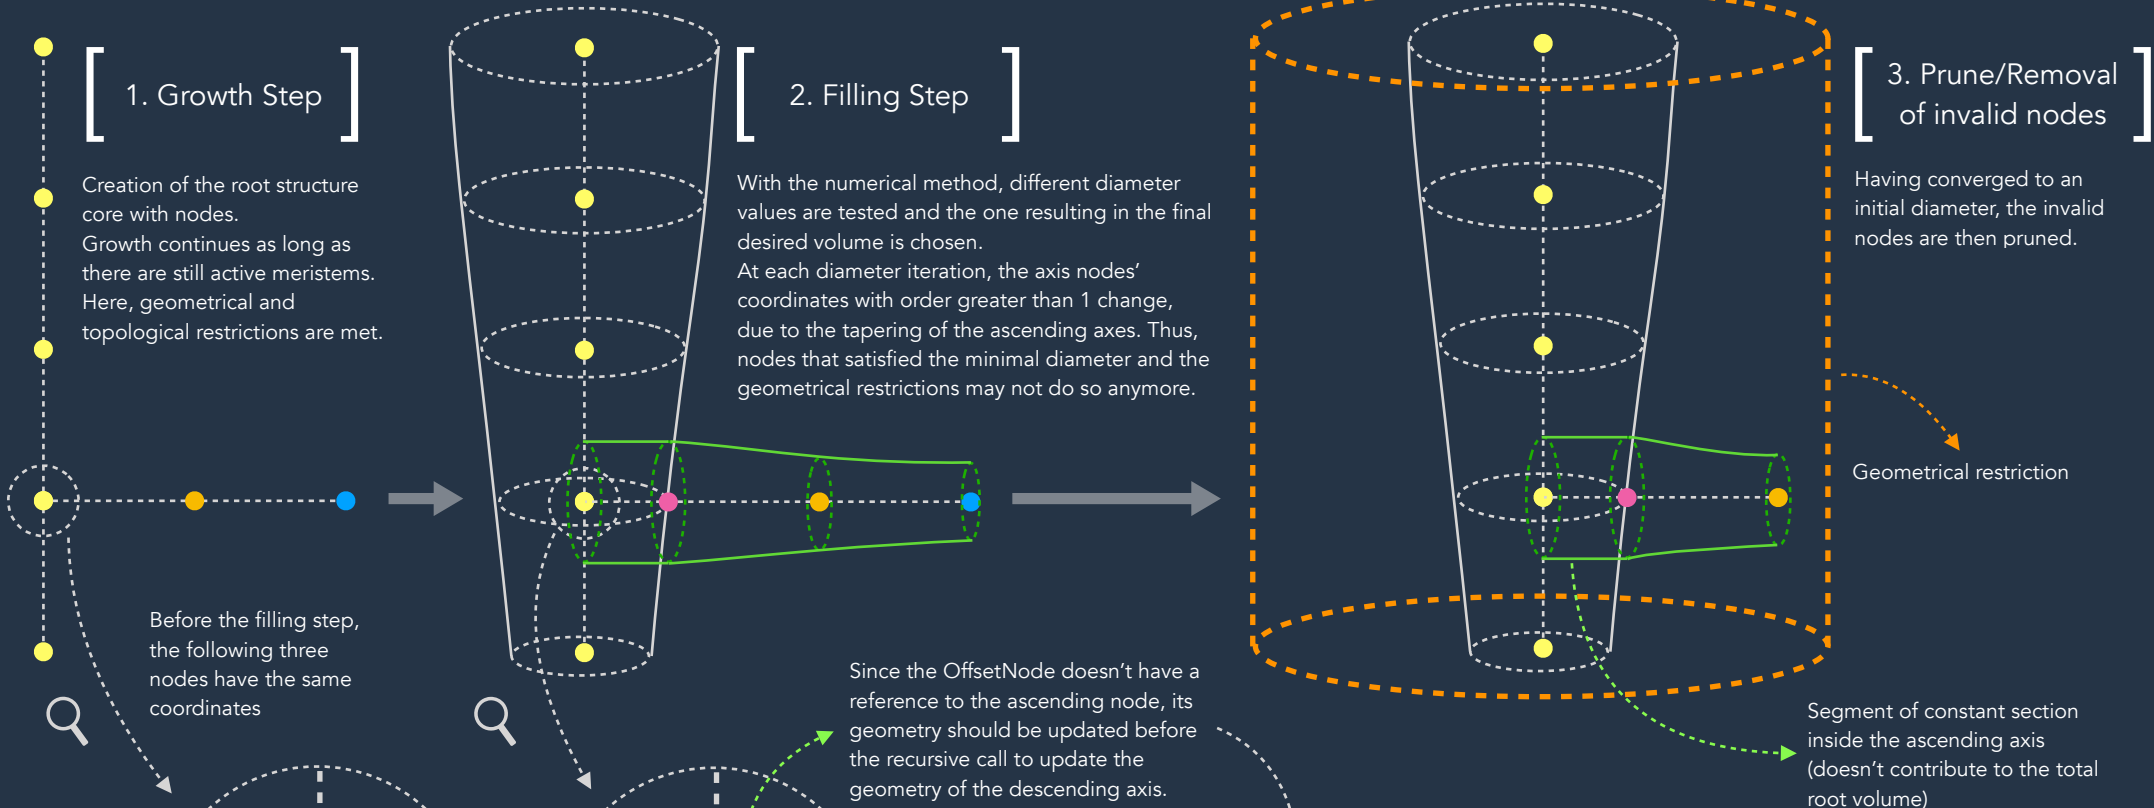 1. Growth Step
Creation of the root structure
core with nodes.
Growth continues as long as
there are still active meristems.
Here, geometrical and
topological restrictions are met.
Before the filling step,
the following three
nodes have the same
coordinates
2. Filling Step
With the numerical method, different diameter
values are tested and the one resulting in the final
desired volume is chosen.
At each diameter iteration, the axis nodes'
coordinates with order greater than 1 change,
due to the tapering of the ascending axes. Thus,
nodes that satisfied the minimal diameter and the
geometrical restrictions may not do so anymore.
Since the OffsetNode doesn't have a
reference to the ascending node, its
geometry should be updated before
the recursive call to update the
geometry of the descending axis.
3. Prune/Removal
of invalid nodes
Having converged to an
initial diameter, the invalid
nodes are then pruned.
Geometrical restriction
Segment of constant section
inside the ascending axis
(doesn't contribute to the total
root volume)